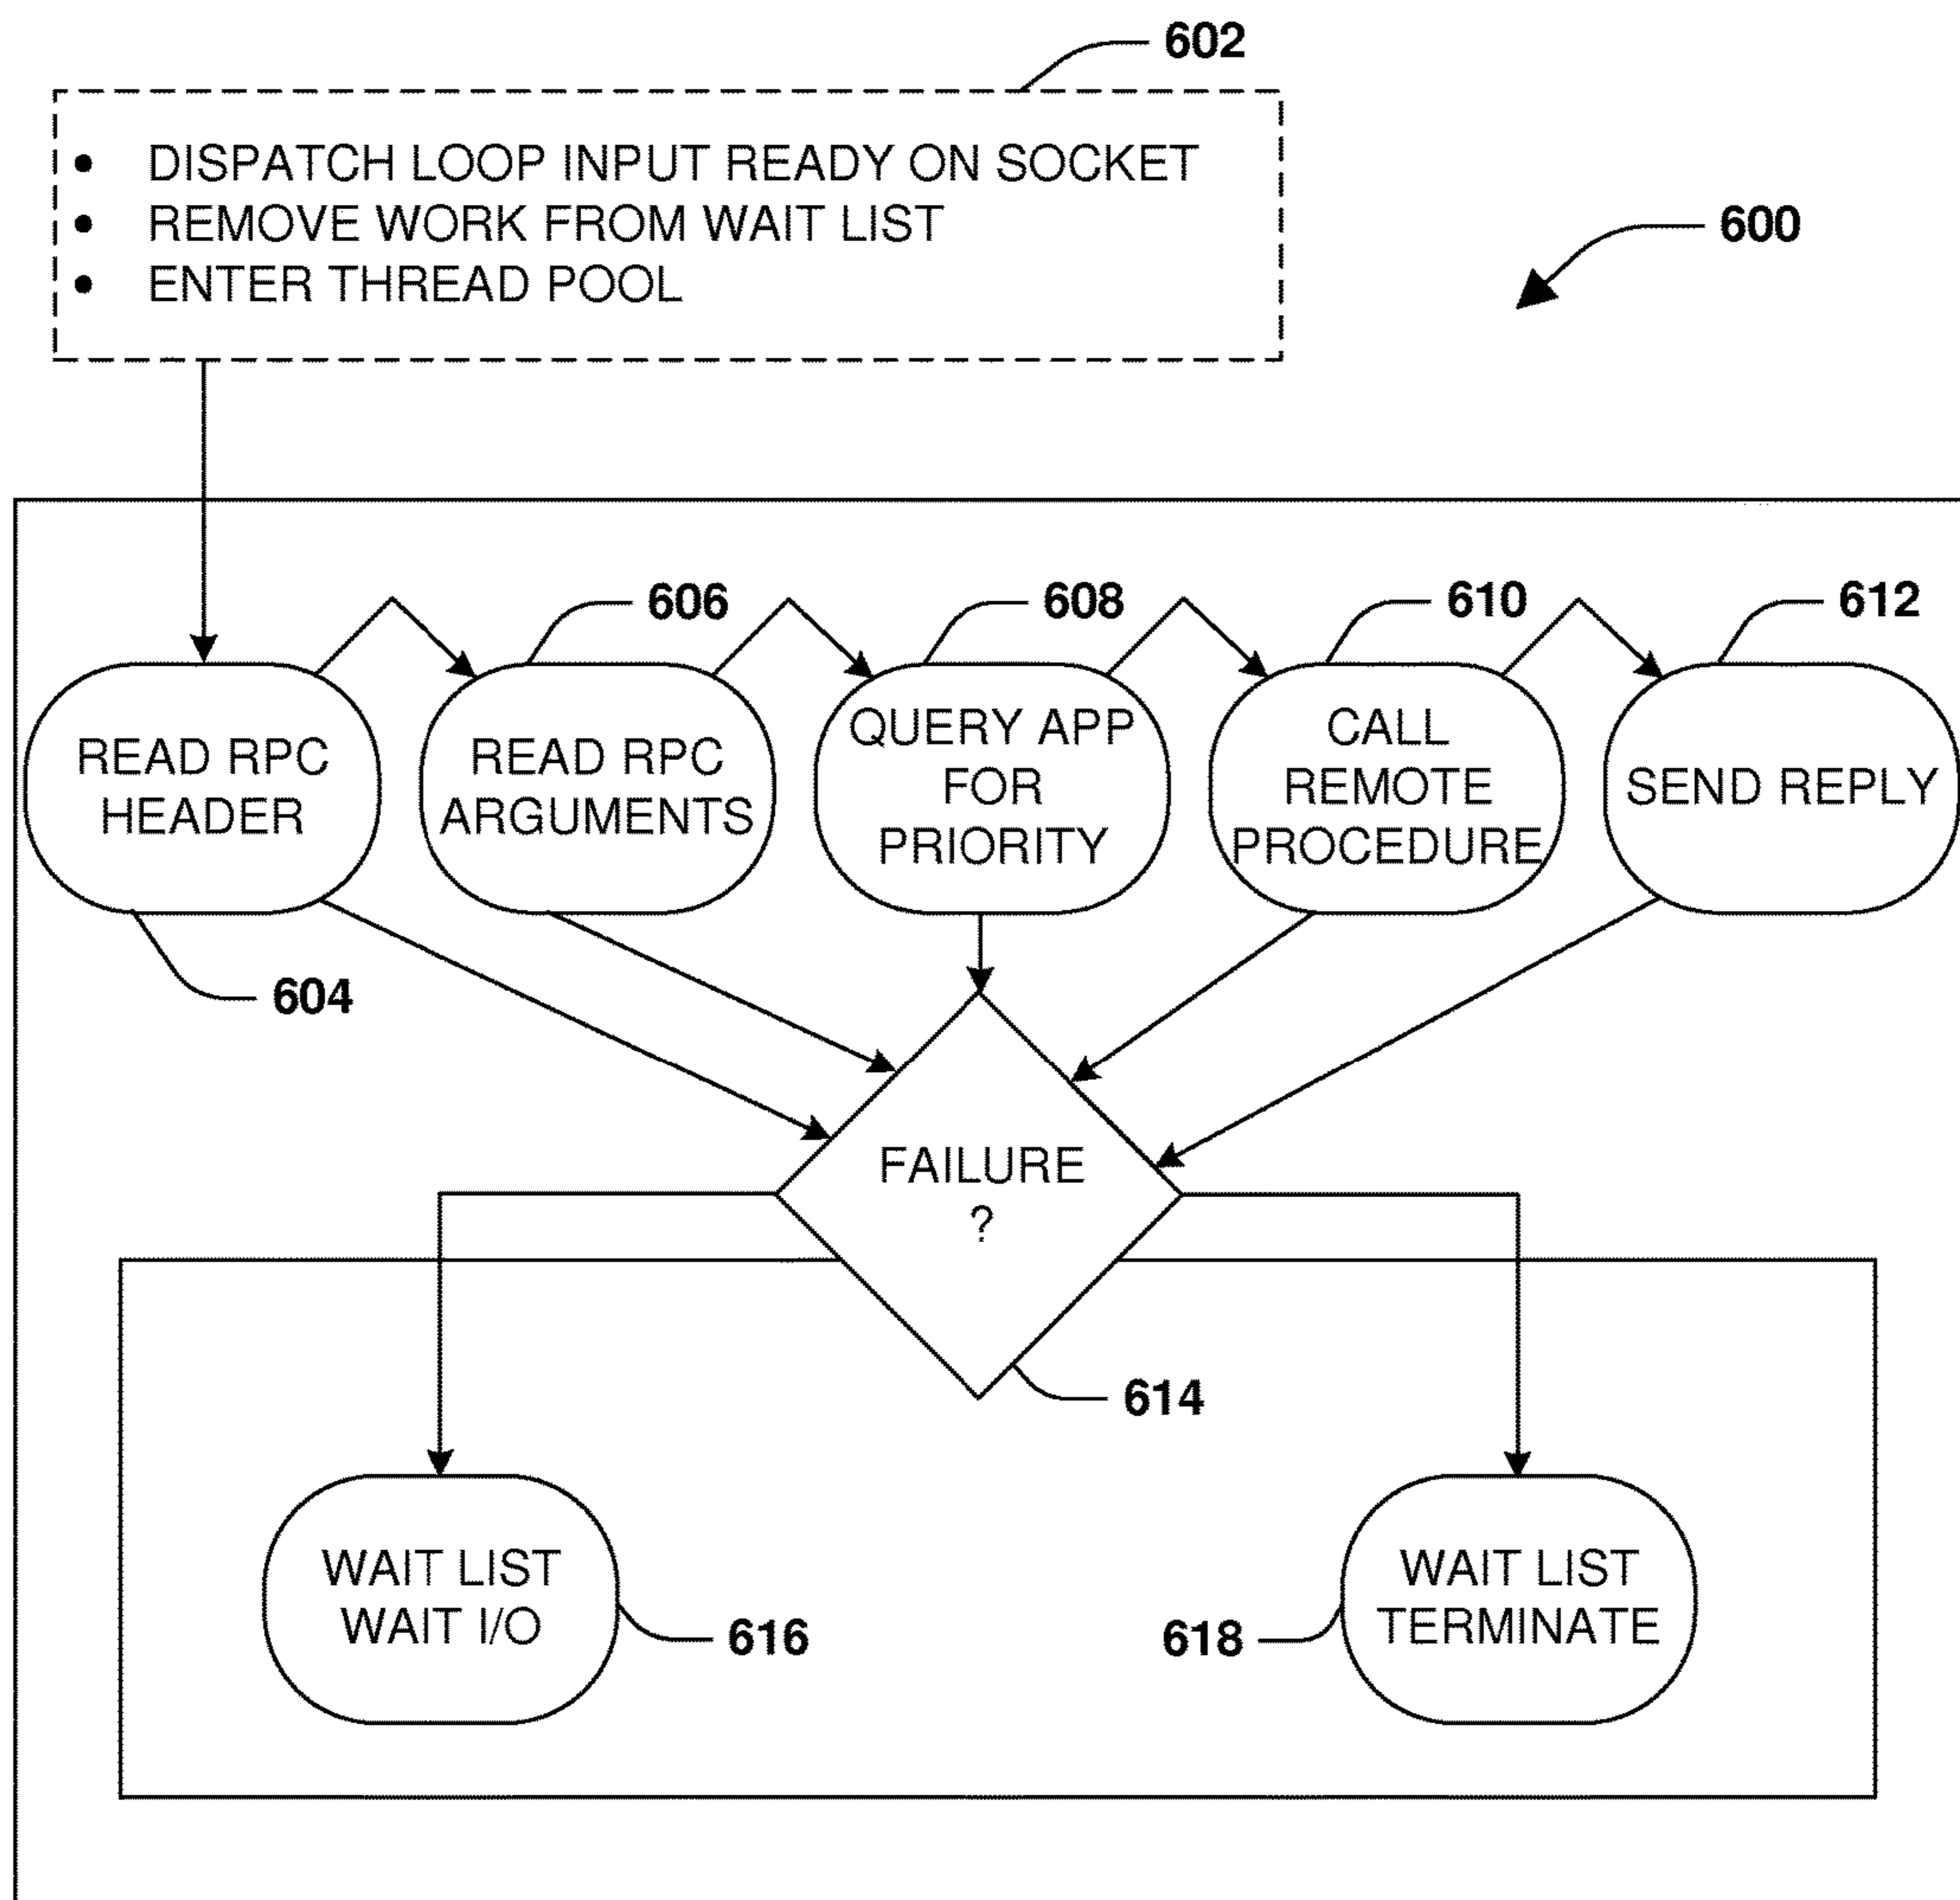 602
• DISPATCH LOOP INPUT READY ON SOCKET
• REMOVE WORK FROM WAIT LIST
• ENTER THREAD POOL
600
606
608
610
612
READ RPC
HEADER
READ RPC
ARGUMENTS
QUERY APP
FOR
PRIORITY
CALL
REMOTE
PROCEDURE
SEND REPLY
604
FAILURE
?
614
WAIT LIST
WAIT I/O
616
618
WAIT LIST
TERMINATE